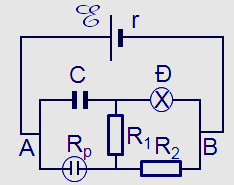 ℰ r
C Đ
A R₁ B
Rₚ R₂